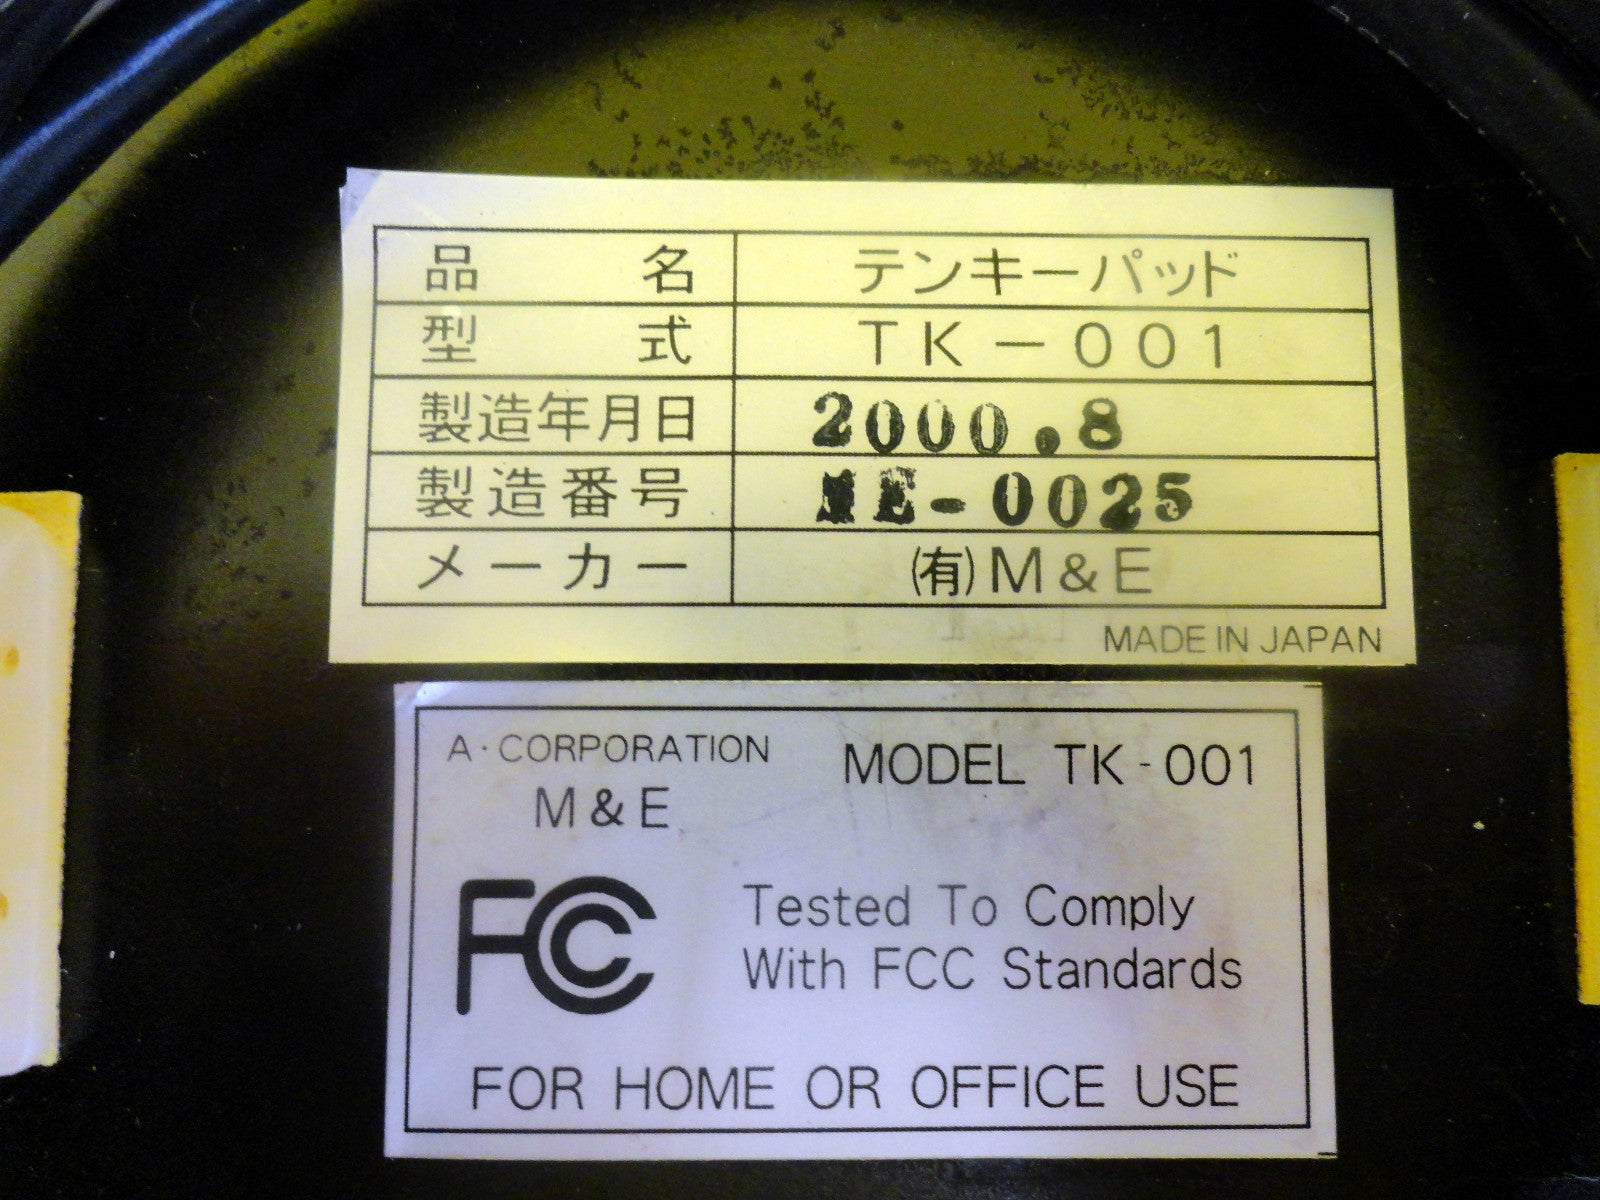 品名 テンキーパッド
型式 TK-001
製造年月日 2000.8
製造番号 ME-0025
メーカー (有)M&E
MADE IN JAPAN
A・CORPORATION MODEL TK-001
M&E
FCC Tested To Comply
With FCC Standards
FOR HOME OR OFFICE USE